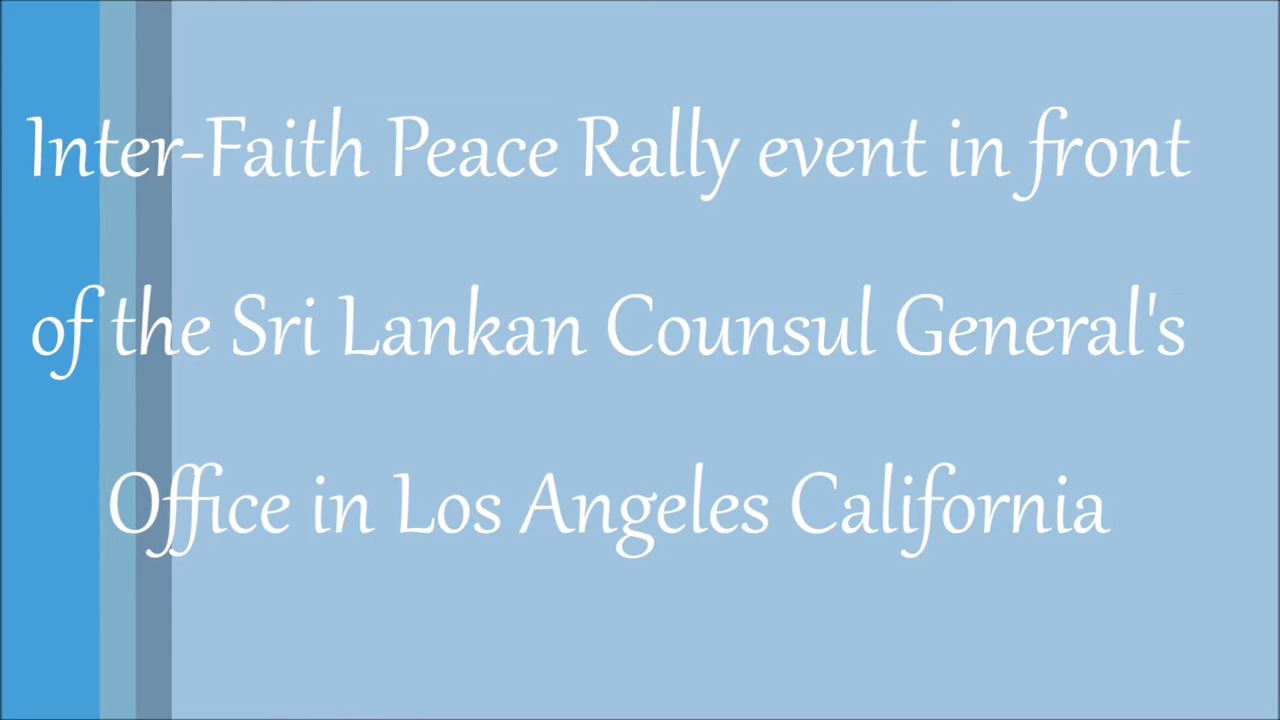 Inter-Faith Peace Rally event in front
of the Sri Lankan Counsul General's
Office in Los Angeles California